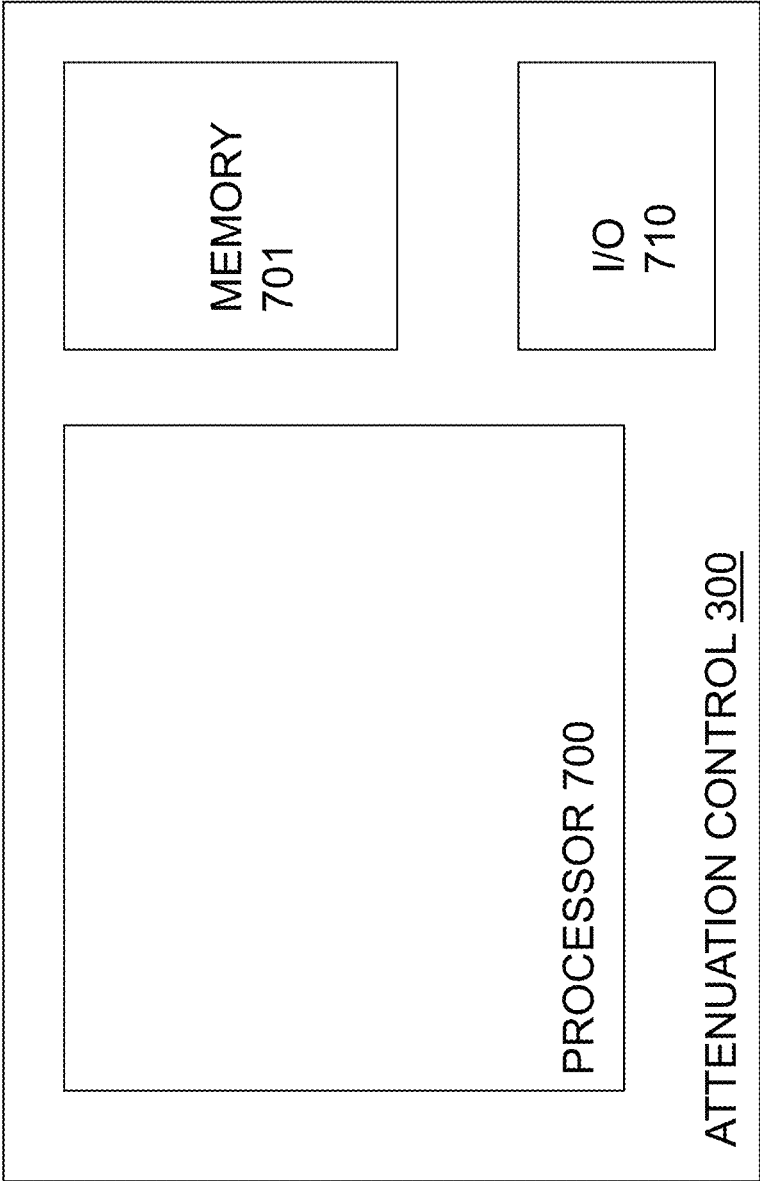 PROCESSOR 700
MEMORY
701
I/O
710
ATTENUATION CONTROL 300